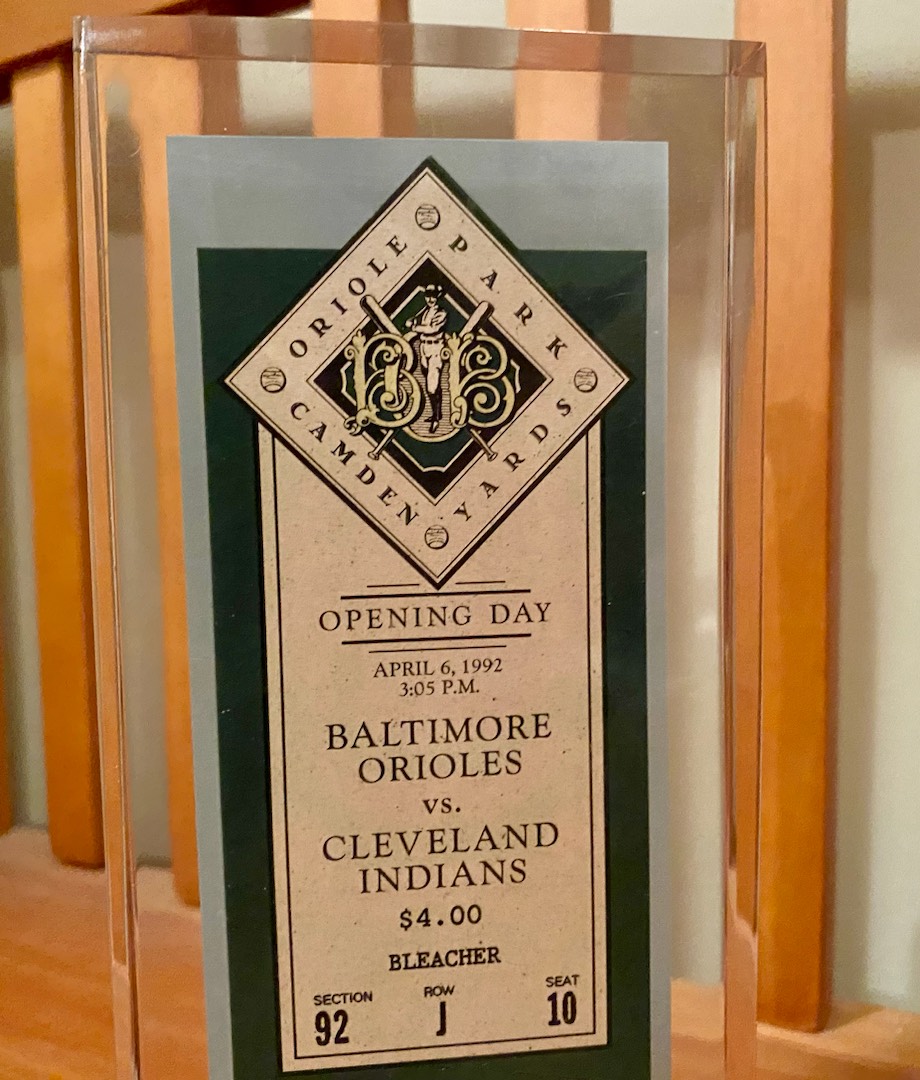 ORIOLE PARK
CAMDEN YARDS
BB
OPENING DAY
APRIL 6, 1992
3:05 P.M.
BALTIMORE
ORIOLES
vs.
CLEVELAND
INDIANS
$4.00
BLEACHER
SECTION ROW SEAT
92 J 10